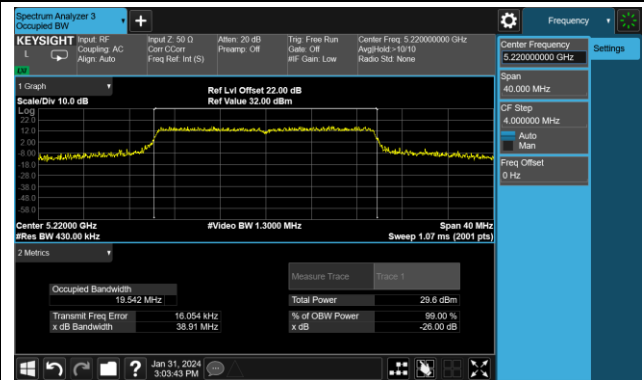 Spectrum Analyzer 3
Occupied BW
Frequency
KEYSIGHT
L
Input: RF
Coupling: AC
Align: Auto
Input Z: 50 Ω
Corr CCorr
Freq Ref: Int (S)
Atten: 20 dB
Preamp: Off
Trig: Free Run
Gate: Off
#IF Gain: Low
Center Freq: 5.220000000 GHz
Avg|Hold:>10/10
Radio Std: None
Center Frequency
5.220000000 GHz
Settings
Span
40.000 MHz
CF Step
4.000000 MHz
Auto
Man
Freq Offset
0 Hz
1 Graph
Scale/Div 10.0 dB
Ref Lvl Offset 22.00 dB
Ref Value 32.00 dBm
Log
22.0
12.0
2.00
-8.00
-18.0
-28.0
-38.0
-48.0
-58.0
Center 5.22000 GHz
#Res BW 430.00 kHz
#Video BW 1.3000 MHz
Span 40 MHz
Sweep 1.07 ms (2001 pts)
2 Metrics
Measure Trace
Trace 1
Occupied Bandwidth
19.542 MHz
Total Power
29.6 dBm
Transmit Freq Error
16.054 kHz
% of OBW Power
99.00 %
x dB Bandwidth
38.91 MHz
x dB
-26.00 dB
Jan 31, 2024
3:03:43 PM